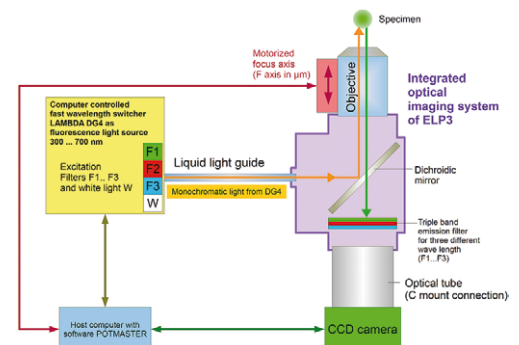 Specimen
Motorized
focus axis
(F axis in µm)
Objective
Integrated
optical
imaging system
of ELP3
Computer controlled
fast wavelength switcher
LAMBDA DG4 as
fluorescence light source
300 ... 700 nm
Excitation
Filters F1.. F3
and white light W
F1
F2
F3
W
Liquid light guide
Monochromatic light from DG4
Dichroidic
mirror
Triple band
emission filter
for three different
wave length
(F1...F3)
Optical tube
(C mount connection)
Host computer with
software POTMASTER
CCD camera